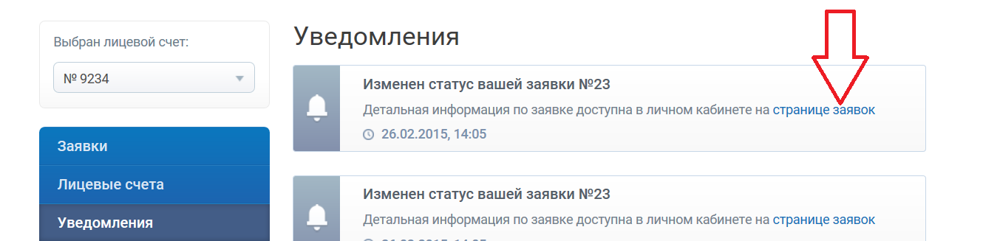 Выбран лицевой счет:
№ 9234
Заявки
Лицевые счета
Уведомления
Уведомления
Изменен статус вашей заявки №23
Детальная информация по заявке доступна в личном кабинете на странице заявок
26.02.2015, 14:05
Изменен статус вашей заявки №23
Детальная информация по заявке доступна в личном кабинете на странице заявок